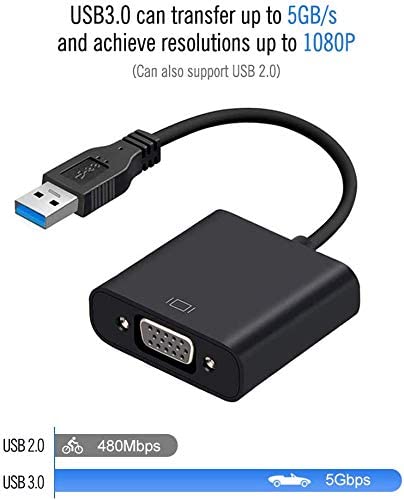 USB3.0 can transfer up to 5GB/s
and achieve resolutions up to 1080P
(Can also support USB 2.0)
USB 2.0 480Mbps
USB 3.0 5Gbps